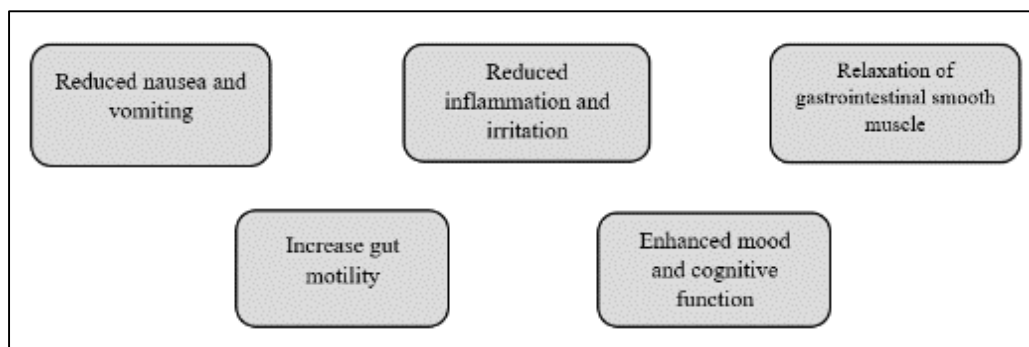 Reduced nausea and
vomiting
Reduced
inflammation and
irritation
Relaxation of
gastrointestinal smooth
muscle
Increase gut
motility
Enhanced mood
and cognitive
function